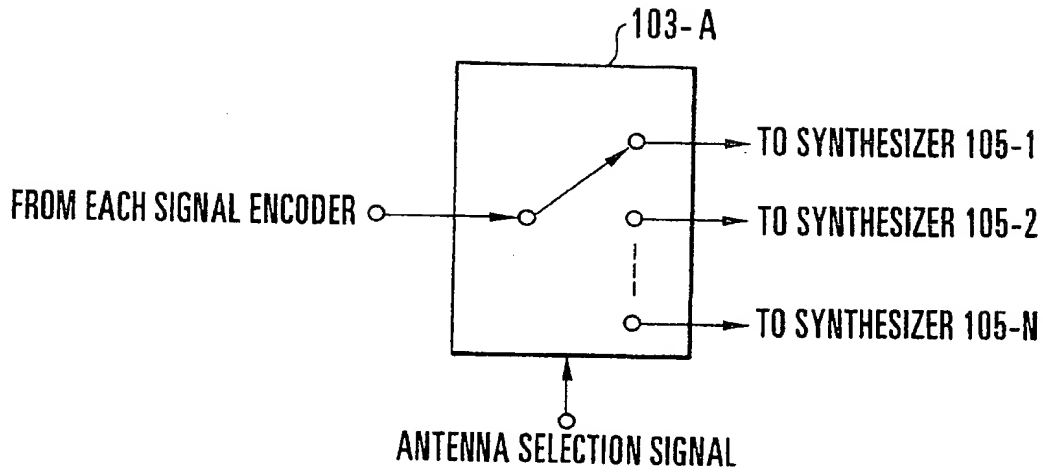 103-A
TO SYNTHESIZER 105-1
FROM EACH SIGNAL ENCODER
TO SYNTHESIZER 105-2
TO SYNTHESIZER 105-N
ANTENNA SELECTION SIGNAL